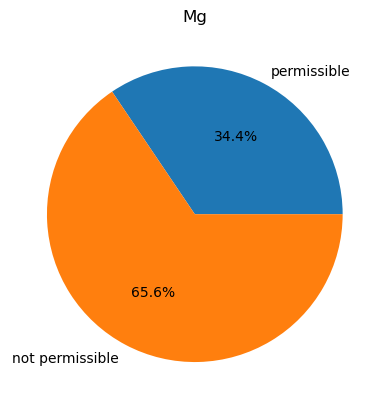 Mg
permissible
34.4%
65.6%
not permissible